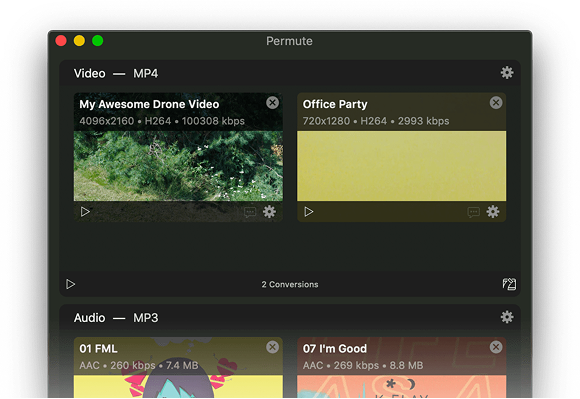 Permute
Video — MP4
My Awesome Drone Video
4096x2160 • H264 • 100308 kbps
Office Party
720x1280 • H264 • 2993 kbps
2 Conversions
Audio — MP3
01 FML
AAC • 260 kbps • 7.4 MB
07 I'm Good
AAC • 269 kbps • 8.8 MB
K.FLAY